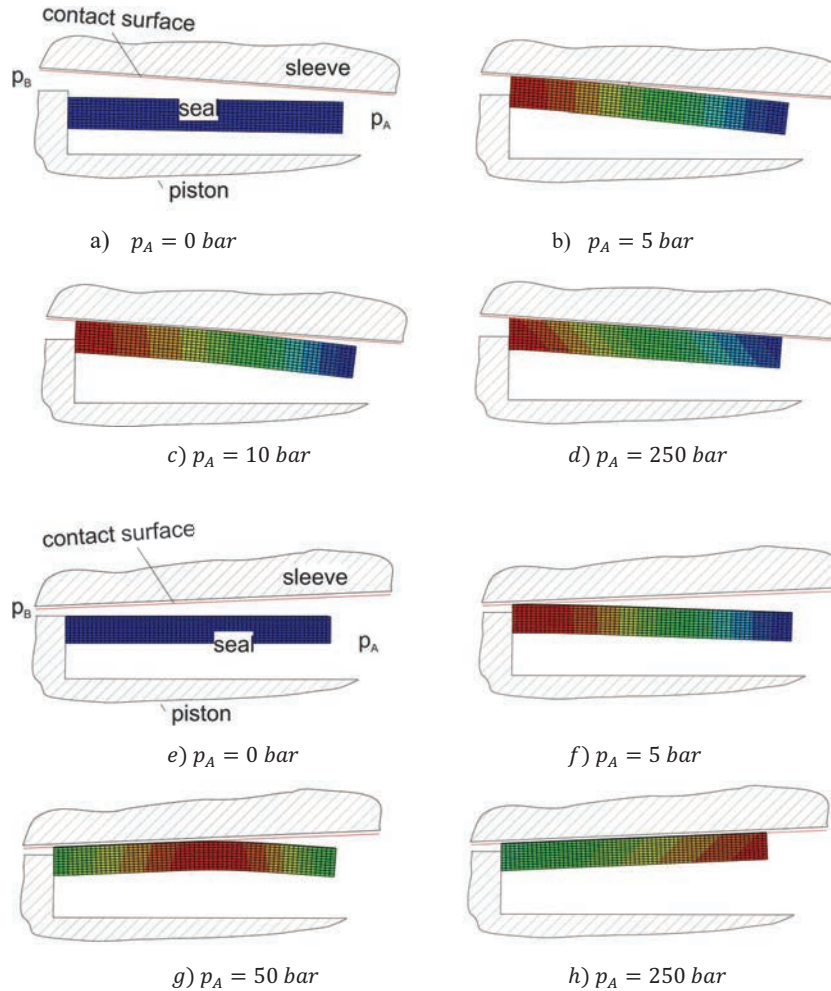 contact surface
sleeve
p_B
seal
p_A
piston
a) p_A = 0 bar
b) p_A = 5 bar
c) p_A = 10 bar
d) p_A = 250 bar
contact surface
sleeve
p_B
seal
p_A
piston
e) p_A = 0 bar
f) p_A = 5 bar
g) p_A = 50 bar
h) p_A = 250 bar